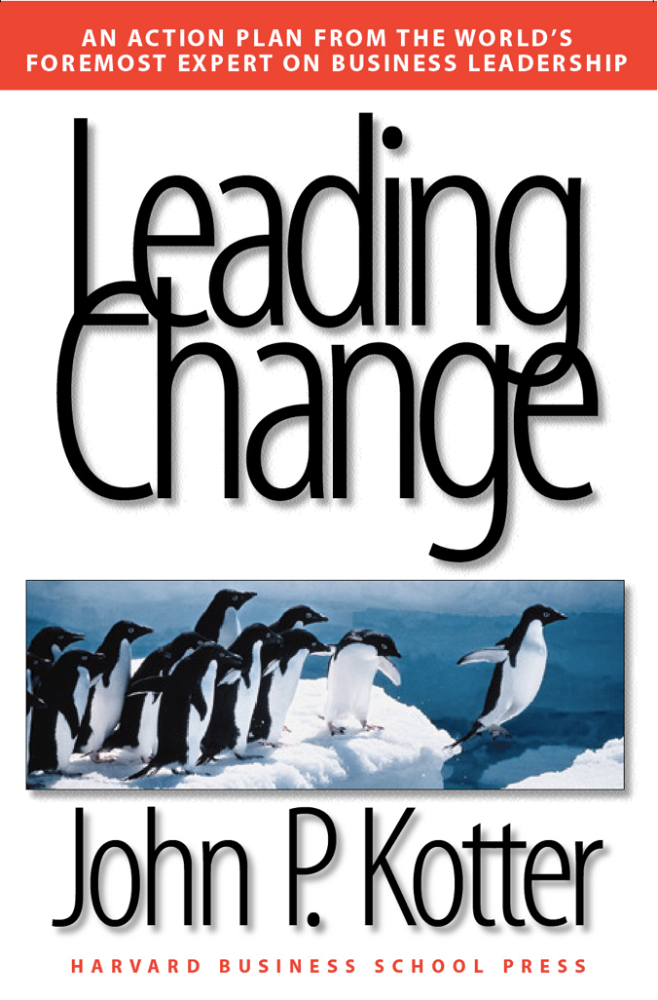 AN ACTION PLAN FROM THE WORLD'S
FOREMOST EXPERT ON BUSINESS LEADERSHIP
Leading
Change
John P. Kotter
HARVARD BUSINESS SCHOOL PRESS